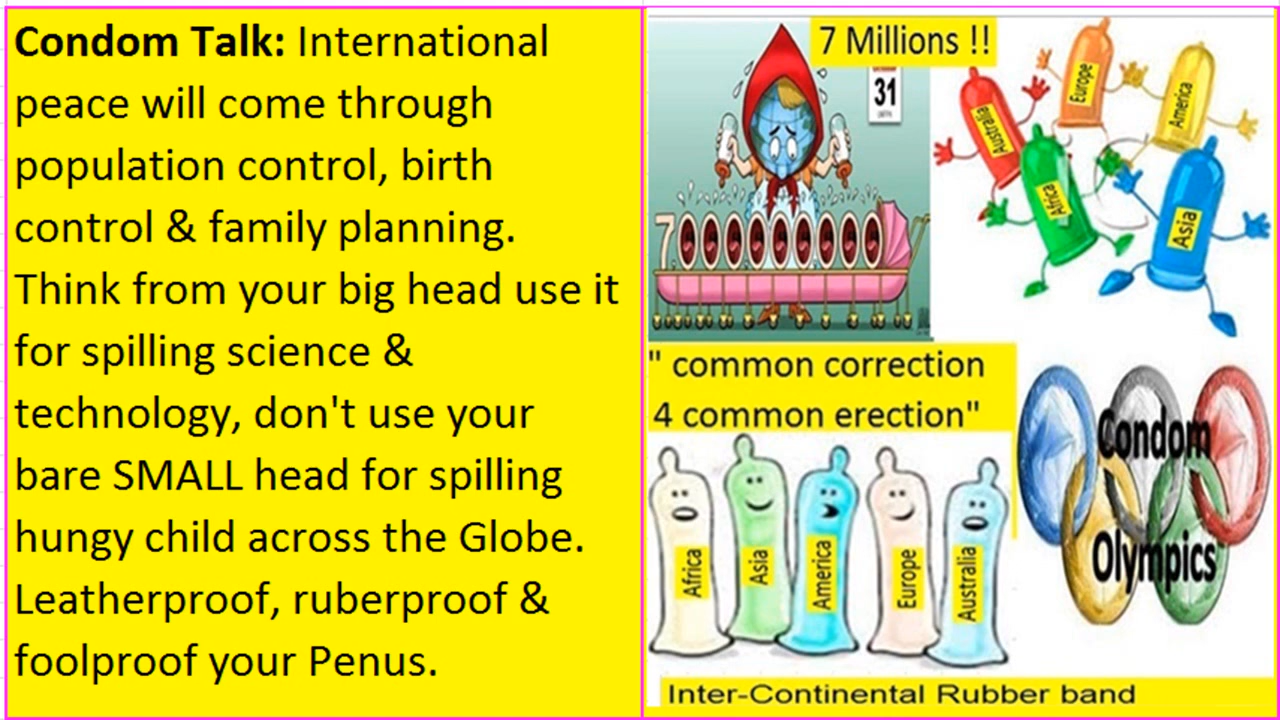 Condom Talk: International
peace will come through
population control, birth
control & family planning.
Think from your big head use it
for spilling science &
technology, don't use your
bare SMALL head for spilling
hungy child across the Globe.
Leatherproof, ruberproof &
foolproof your Penus.
7 Millions !!
31
7
Australia
Europe
America
Africa
Asia
" common correction
4 common erection"
Africa
Asia
America
Europe
Australia
Condom
Olympics
Inter-Continental Rubber band